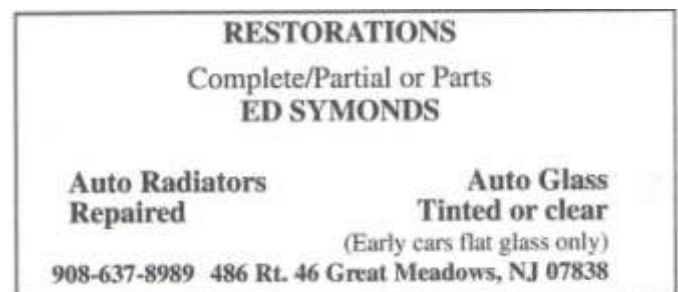 RESTORATIONS
Complete/Partial or Parts
ED SYMONDS
Auto Radiators
Repaired
Auto Glass
Tinted or clear
(Early cars flat glass only)
908-637-8989 486 Rt. 46 Great Meadows, NJ 07838